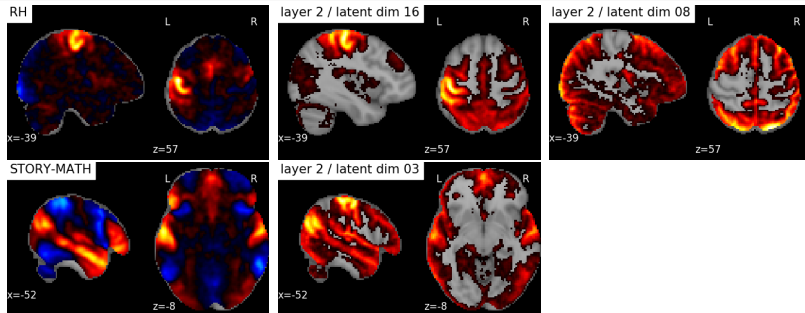 RH
L
R
x=-39
z=57
layer 2 / latent dim 16
L
R
x=-39
z=57
layer 2 / latent dim 08
L
R
x=-39
z=57
STORY-MATH
L
R
x=-52
z=-8
layer 2 / latent dim 03
L
R
x=-52
z=-8